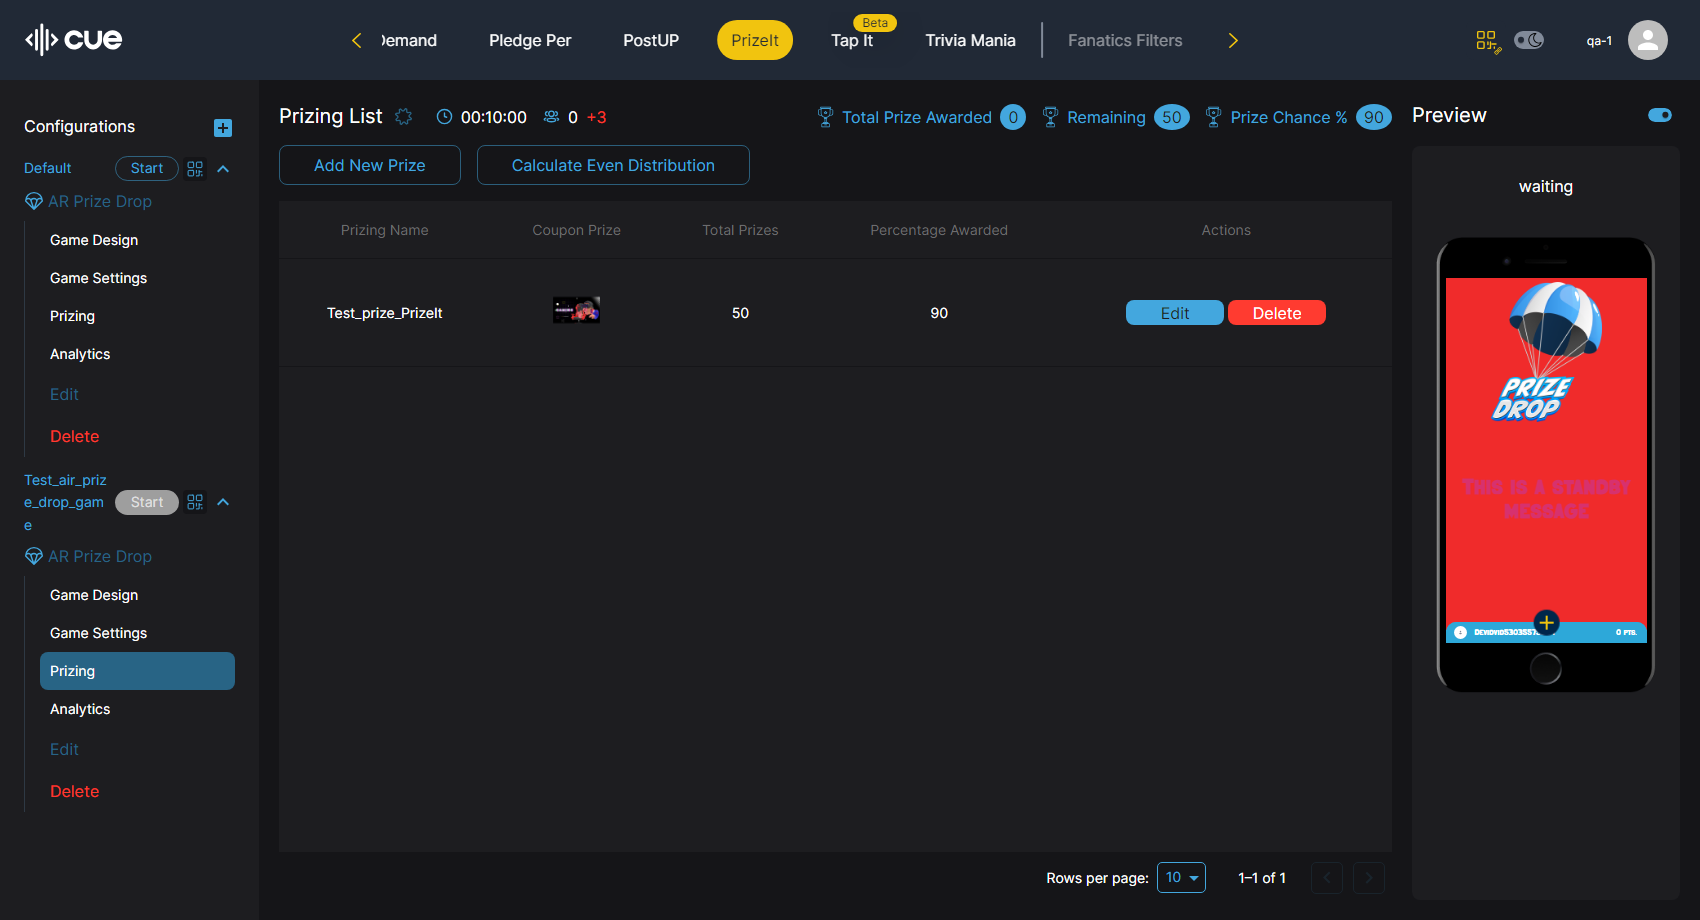 cue
Demand
Pledge Per
PostUP
PrizeIt
Beta
Tap It
Trivia Mania
Fanatics Filters
qa-1
Configurations
Default
Start
AR Prize Drop
Game Design
Game Settings
Prizing
Analytics
Edit
Delete
Test_air_priz
e_drop_gam
e
Start
AR Prize Drop
Game Design
Game Settings
Prizing
Analytics
Edit
Delete
Prizing List
00:10:00
0 +3
Total Prize Awarded 0
Remaining 50
Prize Chance % 90
Add New Prize
Calculate Even Distribution
Prizing Name
Coupon Prize
Total Prizes
Percentage Awarded
Actions
Test_prize_PrizeIt
50
90
Edit
Delete
Rows per page: 10
1–1 of 1
Preview
waiting
PRIZE
DROP
THIS IS A STANDBY
MESSAGE
0 PTS.